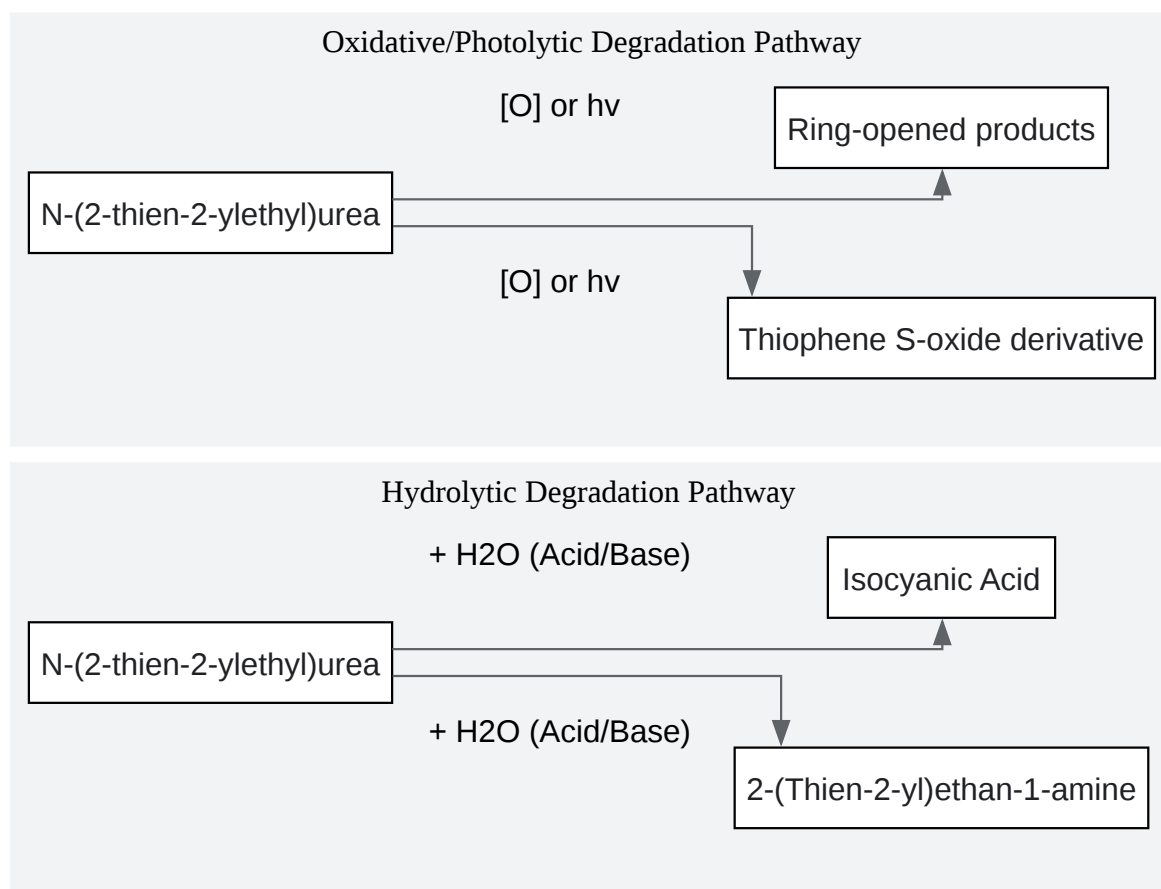 Oxidative/Photolytic Degradation Pathway
[O] or hv
Ring-opened products
N-(2-thien-2-ylethyl)urea
[O] or hv
Thiophene S-oxide derivative
Hydrolytic Degradation Pathway
+ H2O (Acid/Base)
Isocyanic Acid
N-(2-thien-2-ylethyl)urea
+ H2O (Acid/Base)
2-(Thien-2-yl)ethan-1-amine